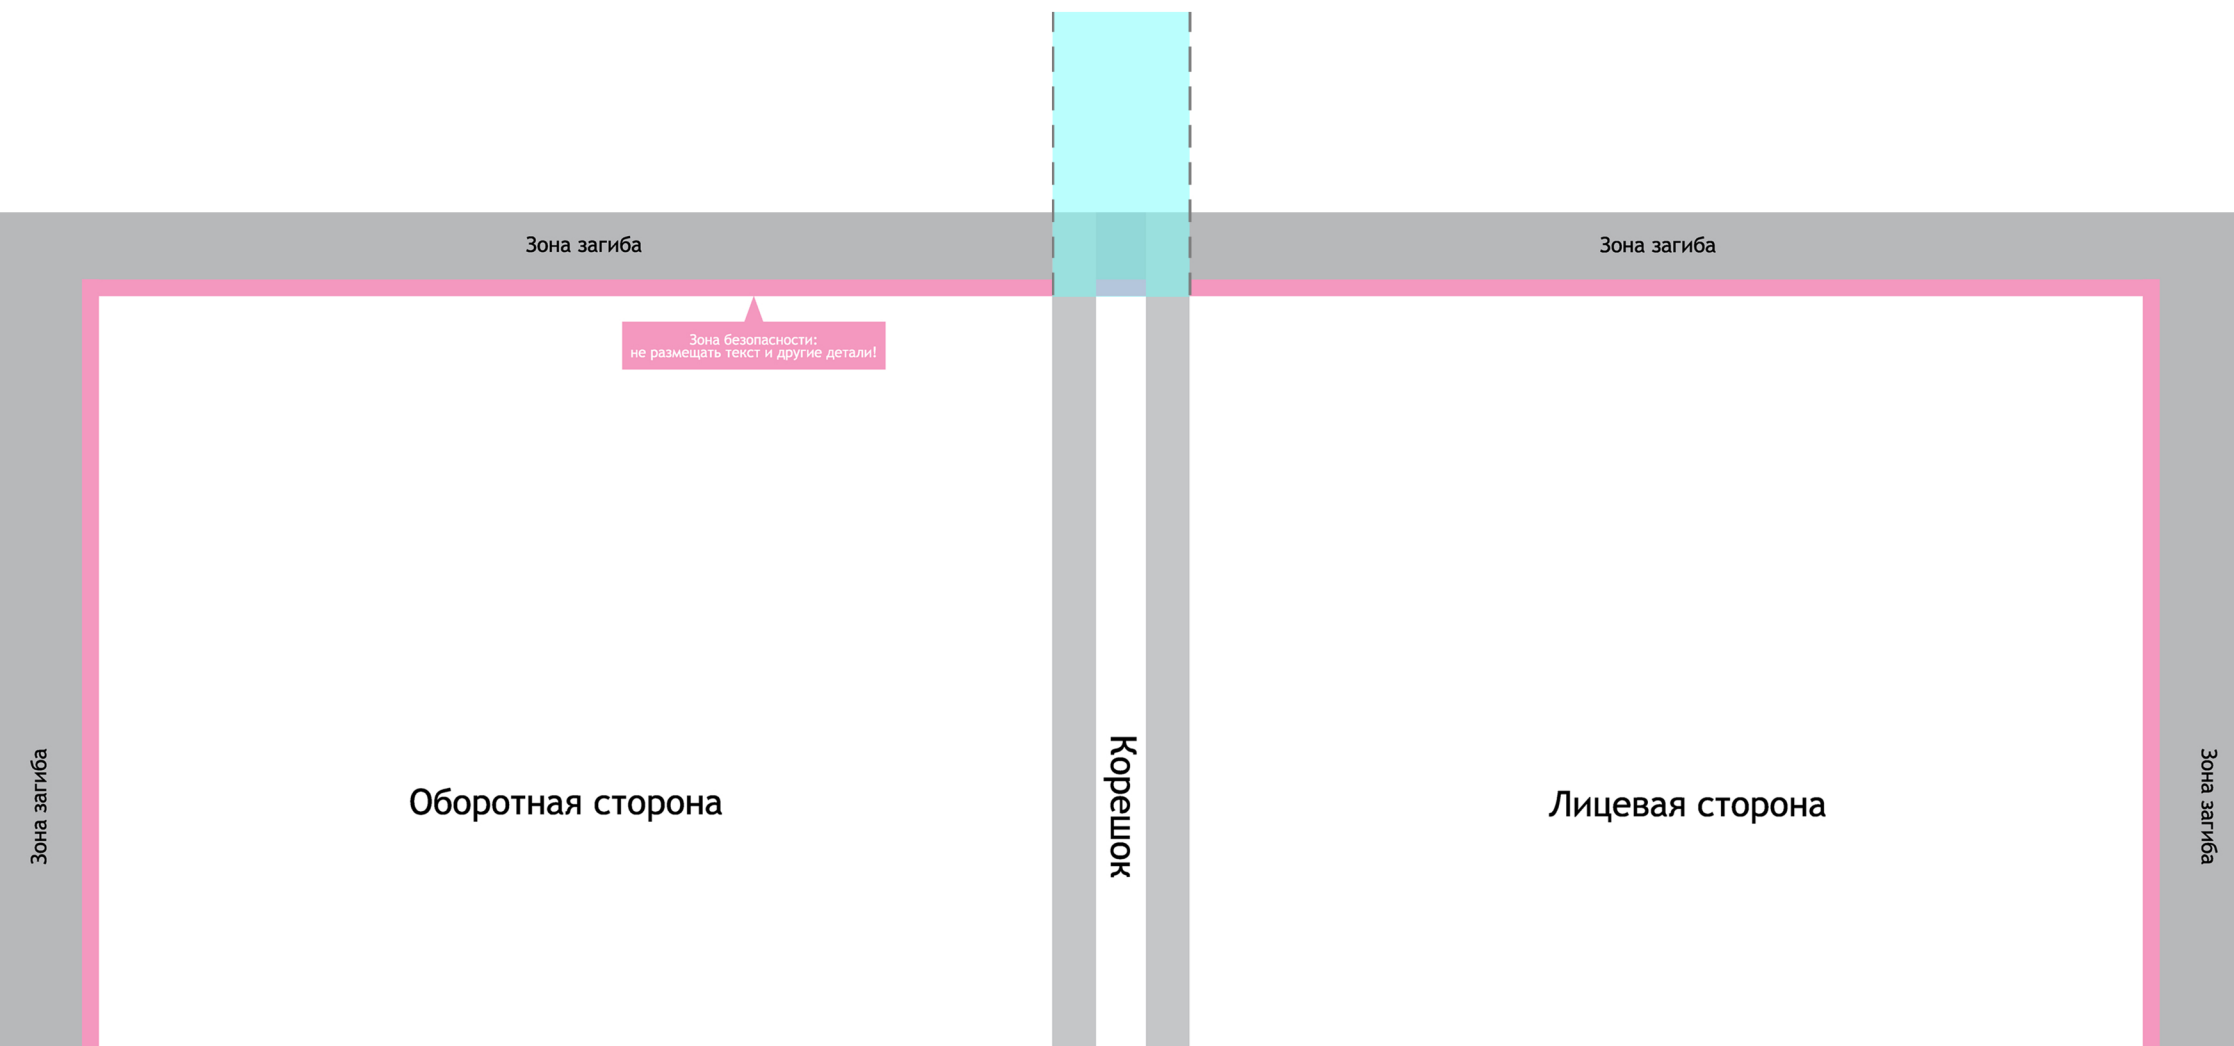 Зона загиба
Зона загиба
Зона безопасности:
не размещать текст и другие детали!
Зона загиба
Оборотная сторона
Корешок
Лицевая сторона
Зона загиба